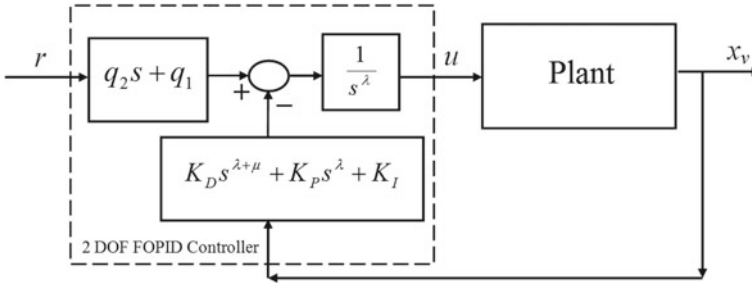 r
q₂s + q₁
+
−
1
s^λ
u
Plant
x_v
K_D s^{λ+μ} + K_P s^λ + K_I
2 DOF FOPID Controller